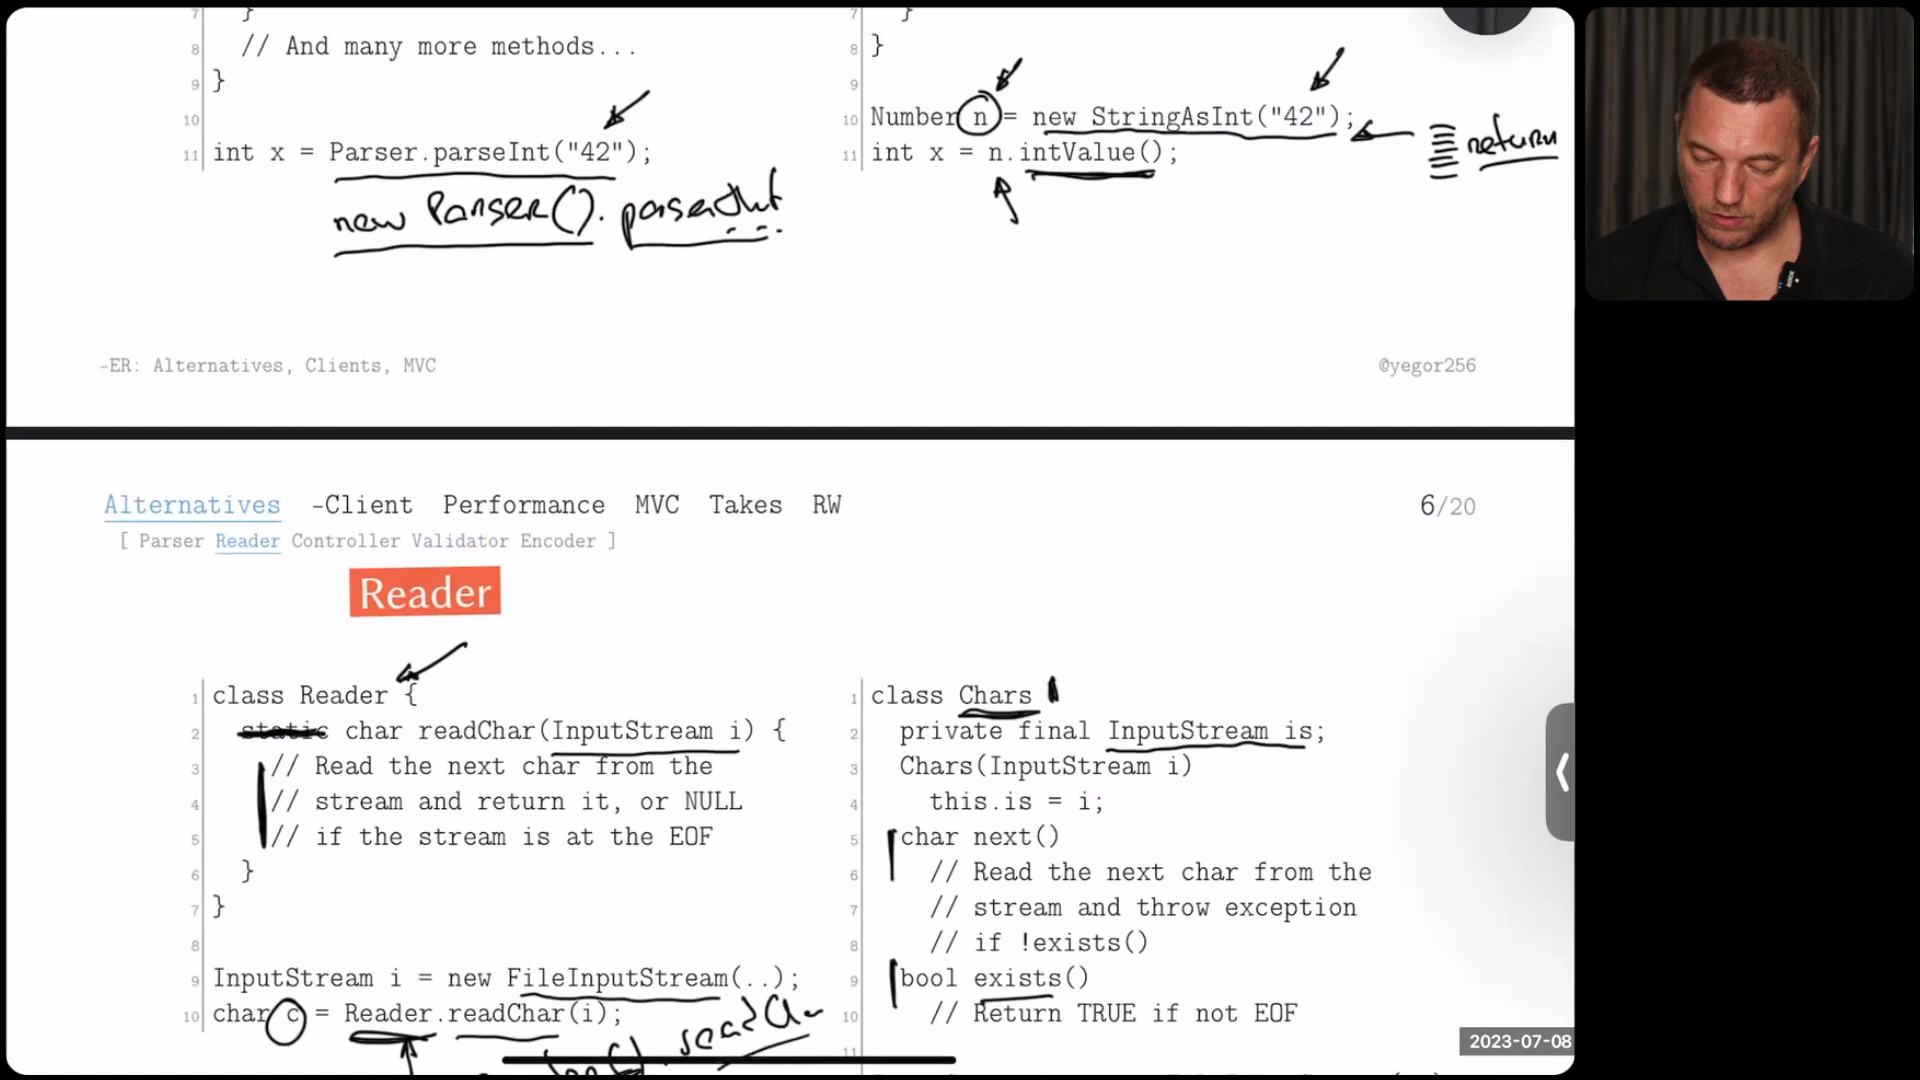 7 }
8 // And many more methods...
9 }
10
11 int x = Parser.parseInt("42");
new Parser(). parseInt
7 }
8 }
9
10 Number n = new StringAsInt("42");
11 int x = n.intValue();
return
-ER: Alternatives, Clients, MVC
@yegor256
Alternatives -Client Performance MVC Takes RW
6/20
[ Parser Reader Controller Validator Encoder ]
Reader
1 class Reader {
2 static char readChar(InputStream i) {
3 // Read the next char from the
4 // stream and return it, or NULL
5 // if the stream is at the EOF
6 }
7 }
8
9 InputStream i = new FileInputStream(..);
10 char c = Reader.readChar(i);
1 class Chars
2 private final InputStream is;
3 Chars(InputStream i)
4 this.is = i;
5 char next()
6 // Read the next char from the
7 // stream and throw exception
8 // if !exists()
9 bool exists()
10 // Return TRUE if not EOF
11
2023-07-08